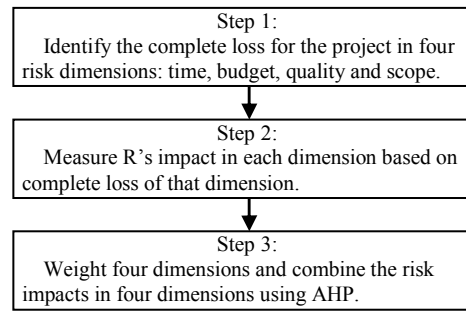 Step 1:
Identify the complete loss for the project in four
risk dimensions: time, budget, quality and scope.
Step 2:
Measure R’s impact in each dimension based on
complete loss of that dimension.
Step 3:
Weight four dimensions and combine the risk
impacts in four dimensions using AHP.